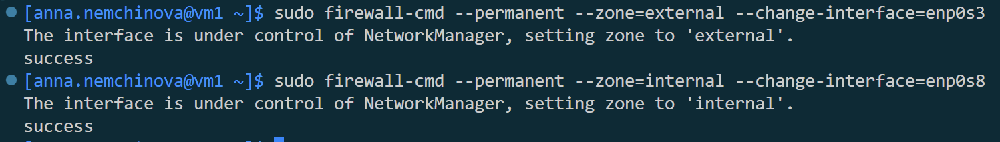 [anna.nemchinova@vm1 ~]$ sudo firewall-cmd --permanent --zone=external --change-interface=enp0s3
The interface is under control of NetworkManager, setting zone to 'external'.
success
[anna.nemchinova@vm1 ~]$ sudo firewall-cmd --permanent --zone=internal --change-interface=enp0s8
The interface is under control of NetworkManager, setting zone to 'internal'.
success